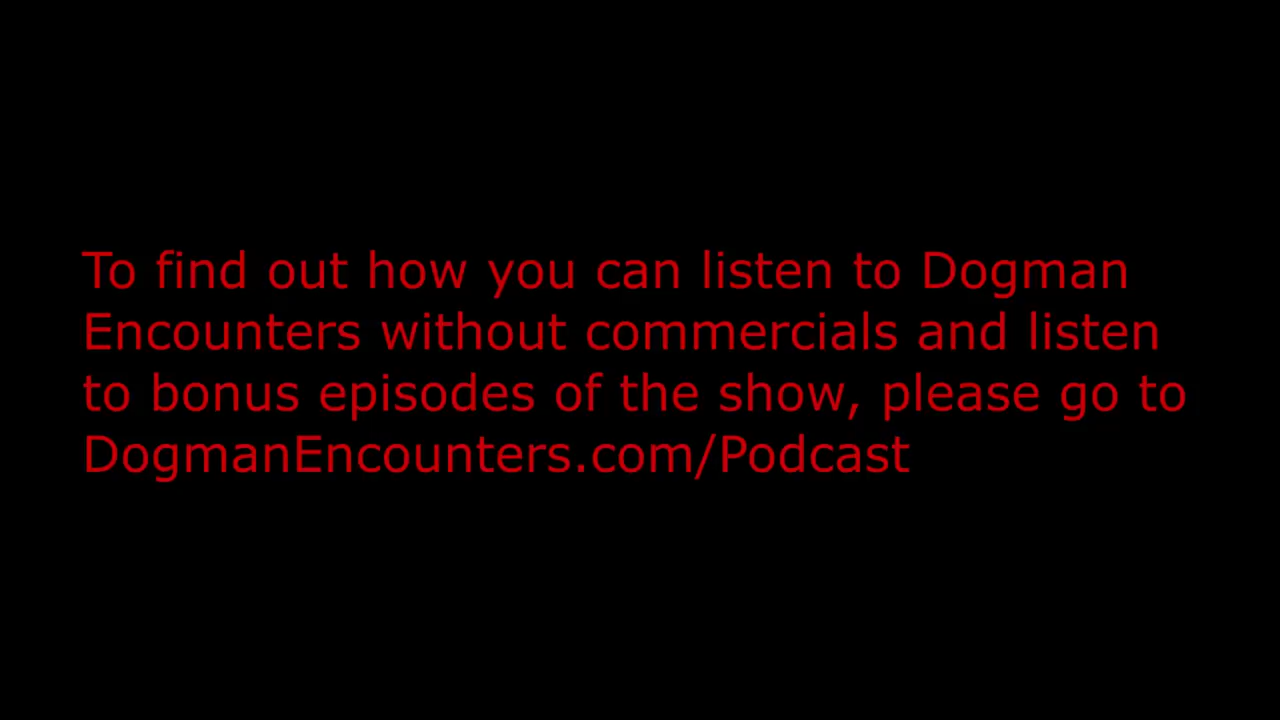 To find out how you can listen to Dogman
Encounters without commercials and listen
to bonus episodes of the show, please go to
DogmanEncounters.com/Podcast